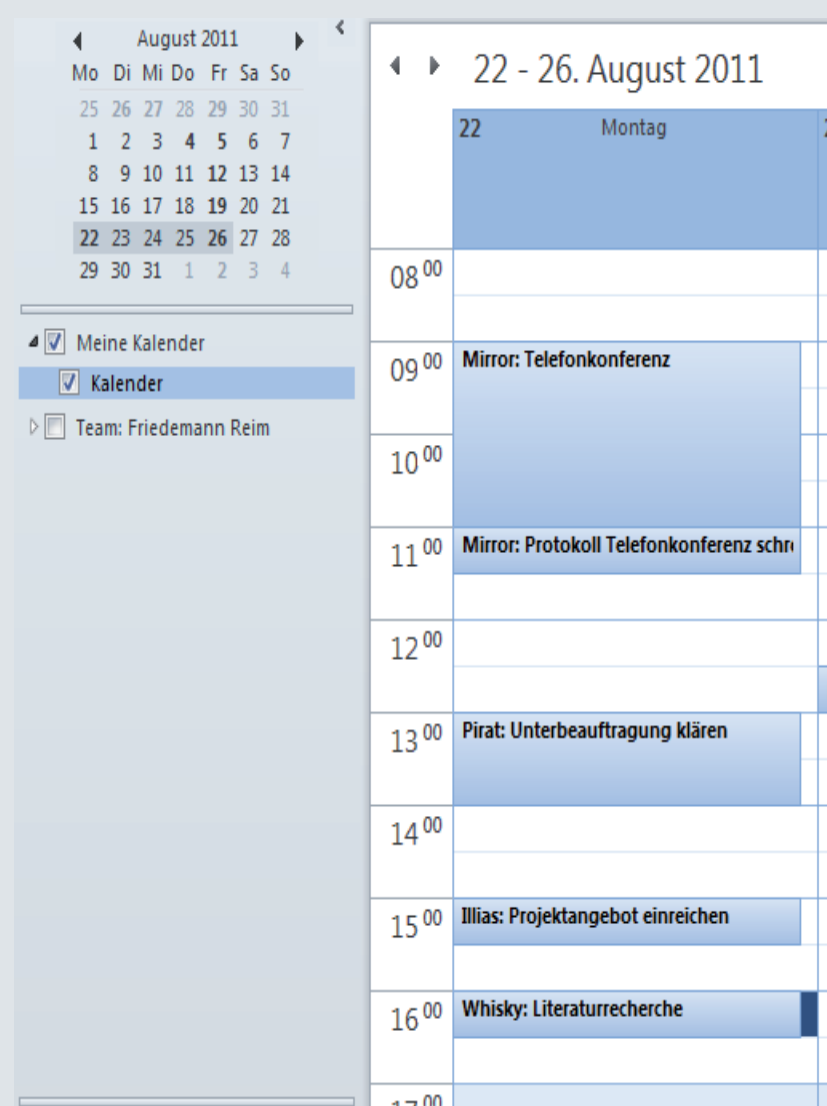 August 2011
Mo Di Mi Do Fr Sa So
25 26 27 28 29 30 31
1 2 3 4 5 6 7
8 9 10 11 12 13 14
15 16 17 18 19 20 21
22 23 24 25 26 27 28
29 30 31 1 2 3 4
Meine Kalender
Kalender
Team: Friedemann Reim
22 - 26. August 2011
22 Montag
08 00
09 00 Mirror: Telefonkonferenz
10 00
11 00 Mirror: Protokoll Telefonkonferenz
12 00
13 00 Pirat: Unterbeauftragung klären
14 00
15 00 Illias: Projektangebot einreichen
16 00 Whisky: Literaturrecherche
17 00